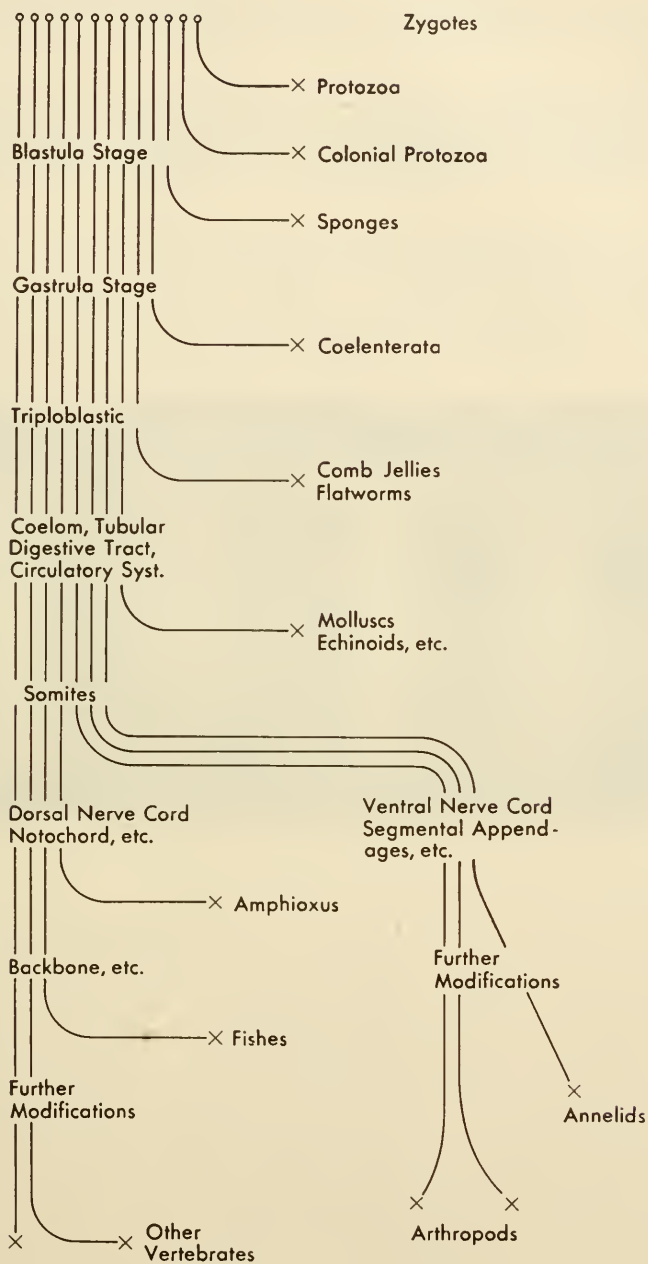 Zygotes
Protozoa
Blastula Stage
Colonial Protozoa
Sponges
Gastrula Stage
Coelenterata
Triploblastic
Comb Jellies
Flatworms
Coelom, Tubular
Digestive Tract,
Circulatory Syst.
Molluscs
Echinoids, etc.
Somites
Dorsal Nerve Cord
Notochord, etc.
Ventral Nerve Cord
Segmental Append-
ages, etc.
Amphioxus
Backbone, etc.
Further
Modifications
Fishes
Further
Modifications
Annelids
Arthropods
Other
Vertebrates